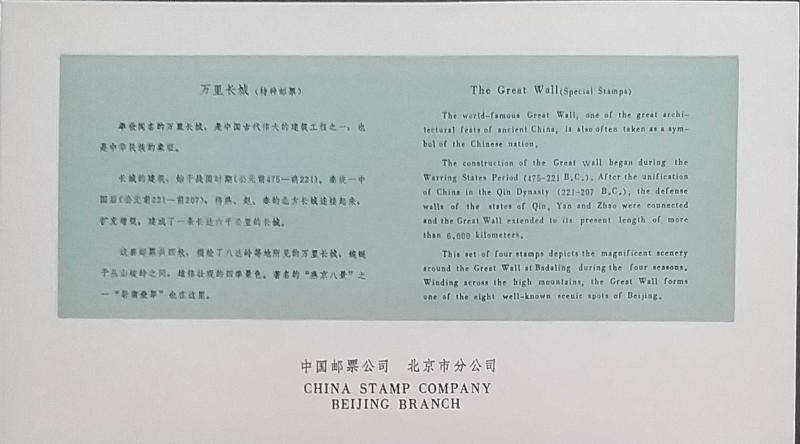 万里长城（特种邮票）
举世闻名的万里长城，是中国古代伟大的建筑工程之一，也
是中华民族的象征。
长城的建筑，始于战国时期（公元前475—前221）。秦统一中
国后（公元前221—前207），将燕、赵、秦的北方长城连接起来，
扩充增筑，建成了一条长达六千公里的长城。
这套邮票共四枚，描绘了八达岭等地所见的万里长城，蜿蜒
于丛山峻岭之间，雄伟壮观的四季景色。著名的“燕京八景”之
一“居庸叠翠”也在这里。
The Great Wall (Special Stamps)
The world-famous Great Wall, one of the great archi-
tectural feats of ancient China, is also often taken as a sym-
bol of the Chinese nation.
The construction of the Great Wall began during the
Warring States Period (475-221 B.C.). After the unification
of China in the Qin Dynasty (221-207 B.C.), the defense
walls of the states of Qin, Yan and Zhao were connected
and the Great Wall extended to its present length of more
than 6,000 kilometers.
This set of four stamps depicts the magnificent scenery
around the Great Wall at Badaling during the four seasons.
Winding across the high mountains, the Great Wall forms
one of the eight well-known scenic spots of Beijing.
中国邮票公司 北京市分公司
CHINA STAMP COMPANY
BEIJING BRANCH